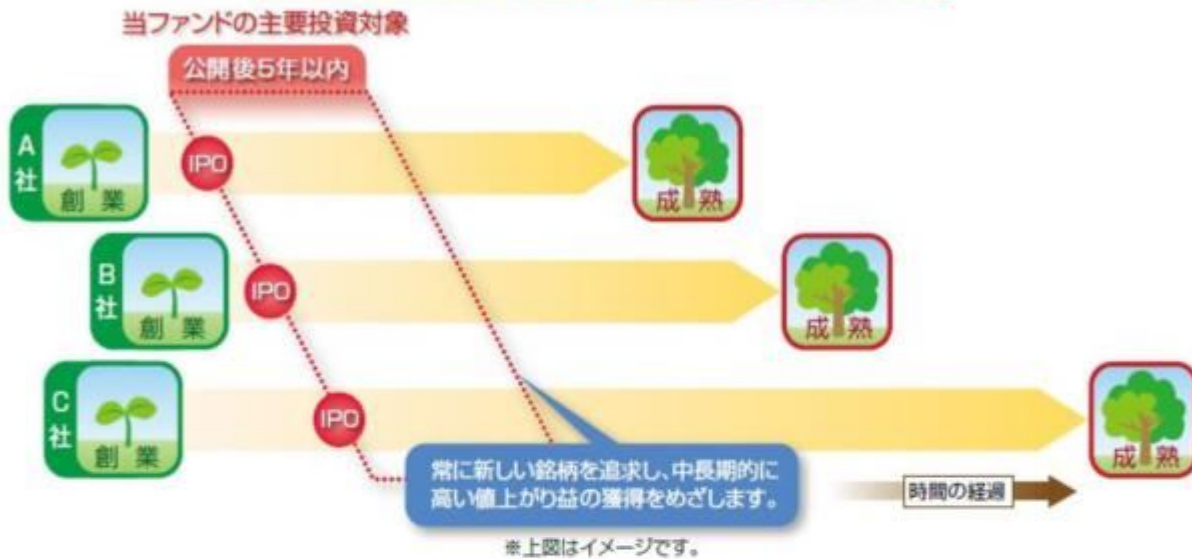 当ファンドの主要投資対象
公開後5年以内
A社
創業
IPO
成熟
B社
創業
IPO
成熟
C社
創業
IPO
成熟
常に新しい銘柄を追求し、中長期的に
高い値上がり益の獲得をめざします。
時間の経過
※上図はイメージです。